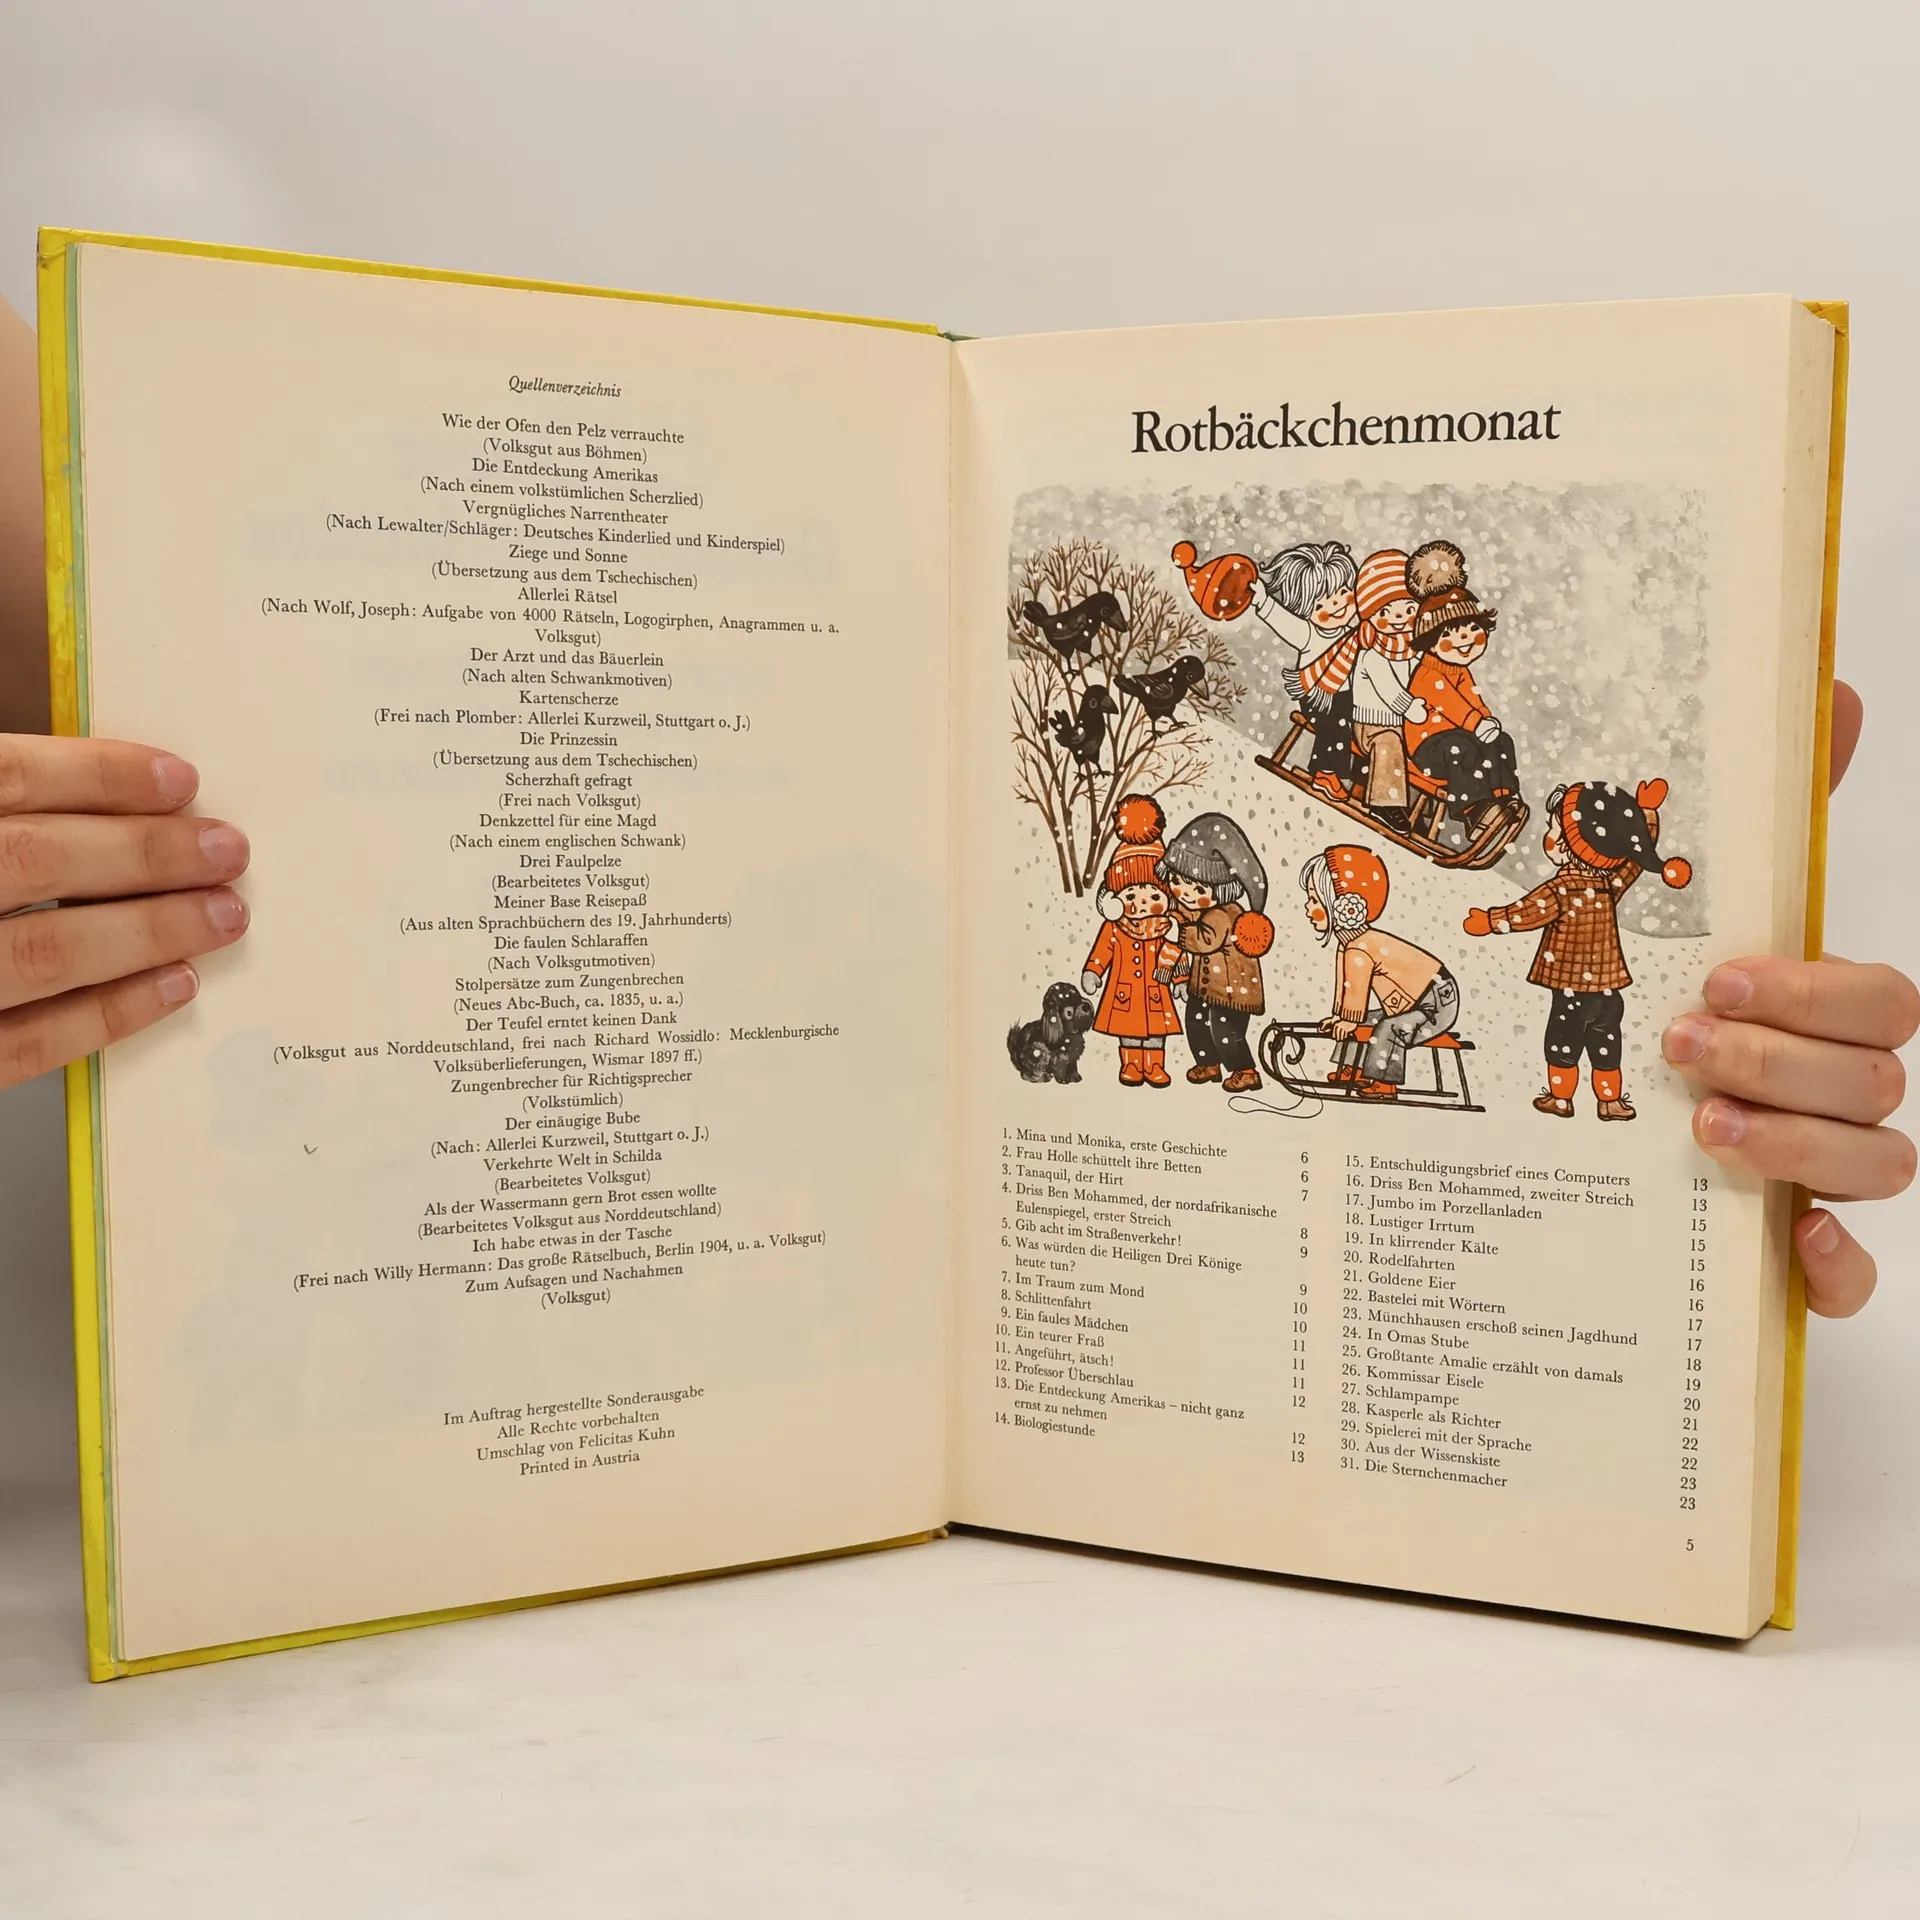 Quellenverzeichnis
Wie der Ofen den Pelz verrauchte
(Volksgut aus Böhmen)
Die Entdeckung Amerikas
(Nach einem volkstümlichen Scherzlied)
Vergnügliches Narrentheater
(Nach Lewalter/Schläger: Deutsches Kinderlied und Kinderspiel)
Ziege und Sonne
(Übersetzung aus dem Tschechischen)
Allerlei Rätsel
(Nach Wolf, Joseph: Aufgabe von 4000 Rätseln, Logogirphen, Anagrammen u. a.
Volksgut)
Der Arzt und das Bäuerlein
(Nach alten Schwankmotiven)
Kartenscherze
(Frei nach Plomber: Allerlei Kurzweil, Stuttgart o. J.)
Die Prinzessin
(Übersetzung aus dem Tschechischen)
Scherzhaft gefragt
(Frei nach Volksgut)
Denkzettel für eine Magd
(Nach einem englischen Schwank)
Drei Faulpelze
(Bearbeitetes Volksgut)
Meiner Base Reisepaß
(Aus alten Sprachbüchern des 19. Jahrhunderts)
Die faulen Schlaraffen
(Nach Volksgutmotiven)
Stolpersätze zum Zungenbrechen
(Neues Abc-Buch, ca. 1835, u. a.)
Der Teufel erntet keinen Dank
(Volksgut aus Norddeutschland, frei nach Richard Wossidlo: Mecklenburgische
Volksüberlieferungen, Wismar 1897 ff.)
Zungenbrecher für Richtigsprecher
(Volkstümlich)
Der einäugige Bube
(Nach: Allerlei Kurzweil, Stuttgart o. J.)
Verkehrte Welt in Schilda
(Bearbeitetes Volksgut)
Als der Wassermann gern Brot essen wollte
(Bearbeitetes Volksgut aus Norddeutschland)
Ich habe etwas in der Tasche
(Frei nach Willy Hermann: Das große Rätselbuch, Berlin 1904, u. a. Volksgut)
Zum Aufsagen und Nachahmen
(Volksgut)
Im Auftrag hergestellte Sonderausgabe
Alle Rechte vorbehalten
Umschlag von Felicitas Kuhn
Printed in Austria
Rotbäckchenmonat
1. Mina und Monika, erste Geschichte 6
2. Frau Holle schüttelt ihre Betten 6
3. Tanaquil, der Hirt 7
4. Driss Ben Mohammed, der nordafrikanische
Eulenspiegel, erster Streich 8
5. Gib acht im Straßenverkehr! 9
6. Was würden die Heiligen Drei Könige
heute tun? 9
7. Im Traum zum Mond 10
8. Schlittenfahrt 10
9. Ein faules Mädchen 11
10. Ein teurer Fraß 11
11. Angeführt, ätsch! 11
12. Professor Überschlau 12
13. Die Entdeckung Amerikas – nicht ganz
ernst zu nehmen 12
14. Biologiestunde 13
15. Entschuldigungsbrief eines Computers 13
16. Driss Ben Mohammed, zweiter Streich 13
17. Jumbo im Porzellanladen 15
18. Lustiger Irrtum 15
19. In klirrender Kälte 15
20. Rodelfahrten 16
21. Goldene Eier 16
22. Bastelei mit Wörtern 17
23. Münchhausen erschoß seinen Jagdhund 17
24. In Omas Stube 18
25. Großtante Amalie erzählt von damals 19
26. Kommissar Eisele 20
27. Schlampampe 21
28. Kasperle als Richter 22
29. Spielerei mit der Sprache 22
30. Aus der Wissenskiste 23
31. Die Sternchenmacher 23
5